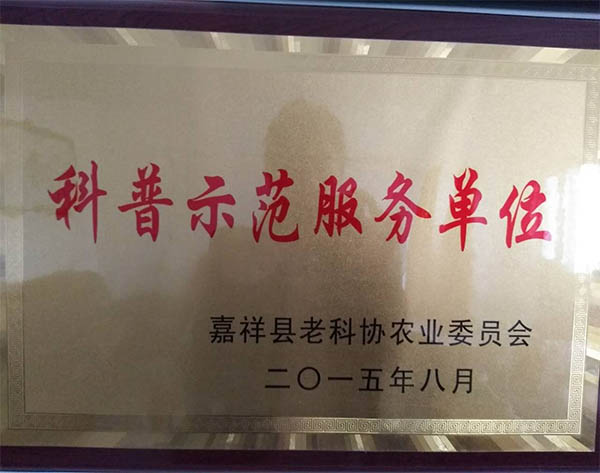 科普示范服务单位
嘉祥县老科协农业委员会
二〇一五年八月